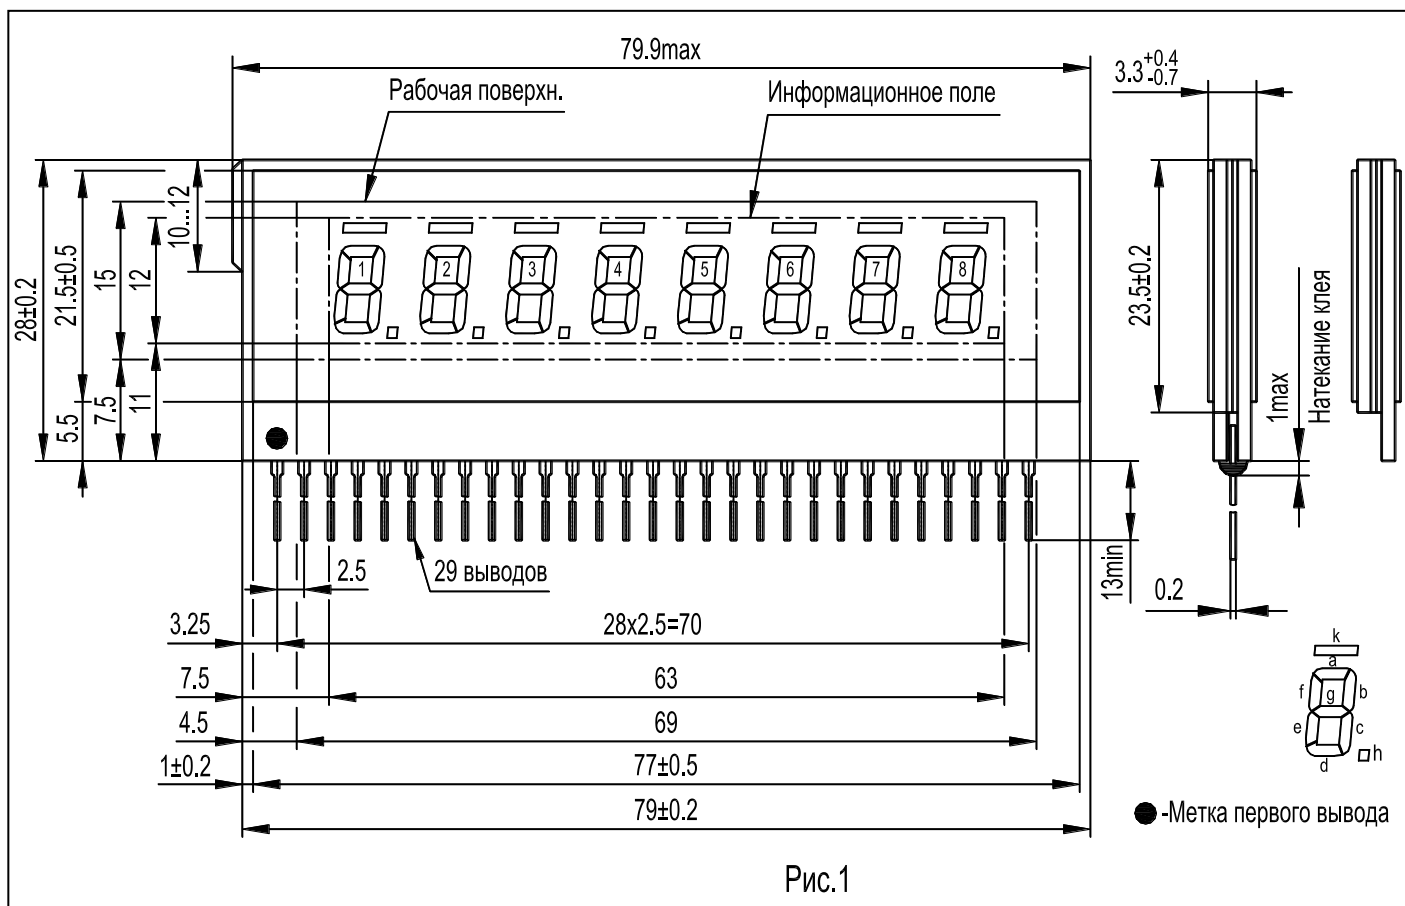 79.9max
3.3+0.4-0.7
Рабочая поверхн.
Информационное поле
10...12
28±0.2
21.5±0.5
15
12
5.5
7.5
11
1 2 3 4 5 6 7 8
23.5±0.2
1max
Натекание клея
2.5
29 выводов
13min
0.2
3.25
28x2.5=70
7.5
63
4.5
69
1±0.2
77±0.5
79±0.2
k
a
f g b
e c
d h
-Метка первого вывода
Рис.1